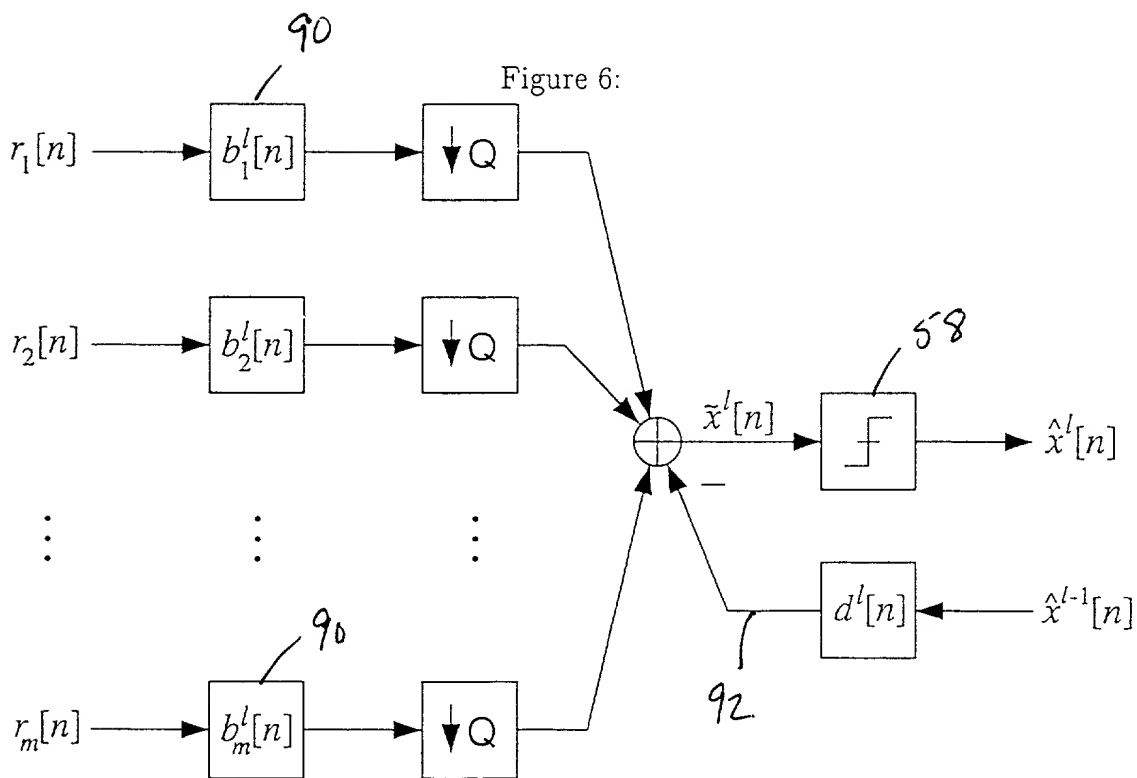 90
Figure 6:
r₁[n] b₁ˡ[n] ↓Q
r₂[n] b₂ˡ[n] ↓Q
58
x̃ˡ[n] x̂ˡ[n]
−
dˡ[n] x̂ˡ⁻¹[n]
90
92
rₘ[n] bₘˡ[n] ↓Q